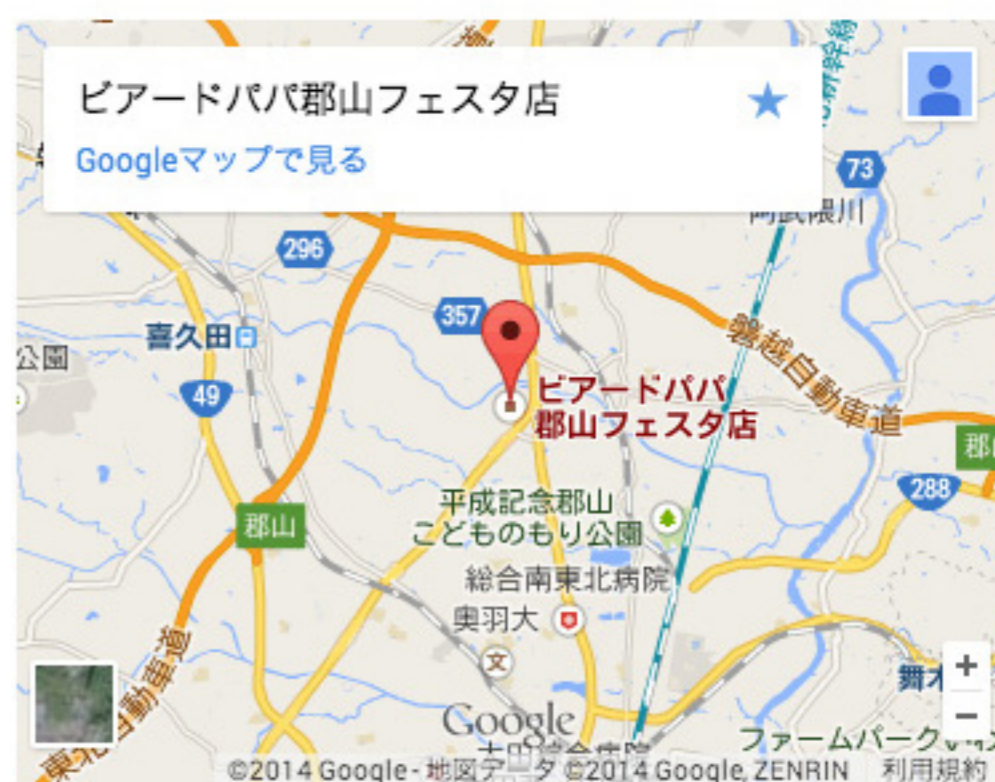 ビアードパパ郡山フェスタ店
Googleマップで見る
73
阿武隈川
296
357
喜久田
公園
49
磐越自動車道
ビアードパパ
郡山フェスタ店
288
平成記念郡山
こどものもり公園
郡山
総合南東北病院
奥羽大
文
東北自動車道
+
−
Google
ファームパーク
©2014 Google - 地図データ ©2014 Google, ZENRIN 利用規約